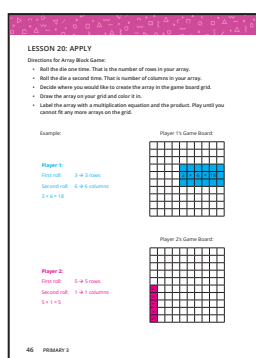 LESSON 20: APPLY
Directions for Array Block Game:
• Roll the die one time. That is the number of rows in your array.
• Roll the die a second time. That is number of columns in your array.
• Decide where you would like to create the array in the game board grid.
• Draw the array on your grid and color it in.
• Label the array with a multiplication equation and the product. Play until you
cannot fit any more arrays on the grid.
Example:
Player 1's Game Board:
Player 1:
First roll: 3 → 3 rows
Second roll: 6 → 6 columns
3 × 6 = 18
3 × 6 = 18
Player 2's Game Board:
Player 2:
First roll: 5 → 5 rows
Second roll: 1 → 1 columns
5 × 1 = 5
46 PRIMARY 3